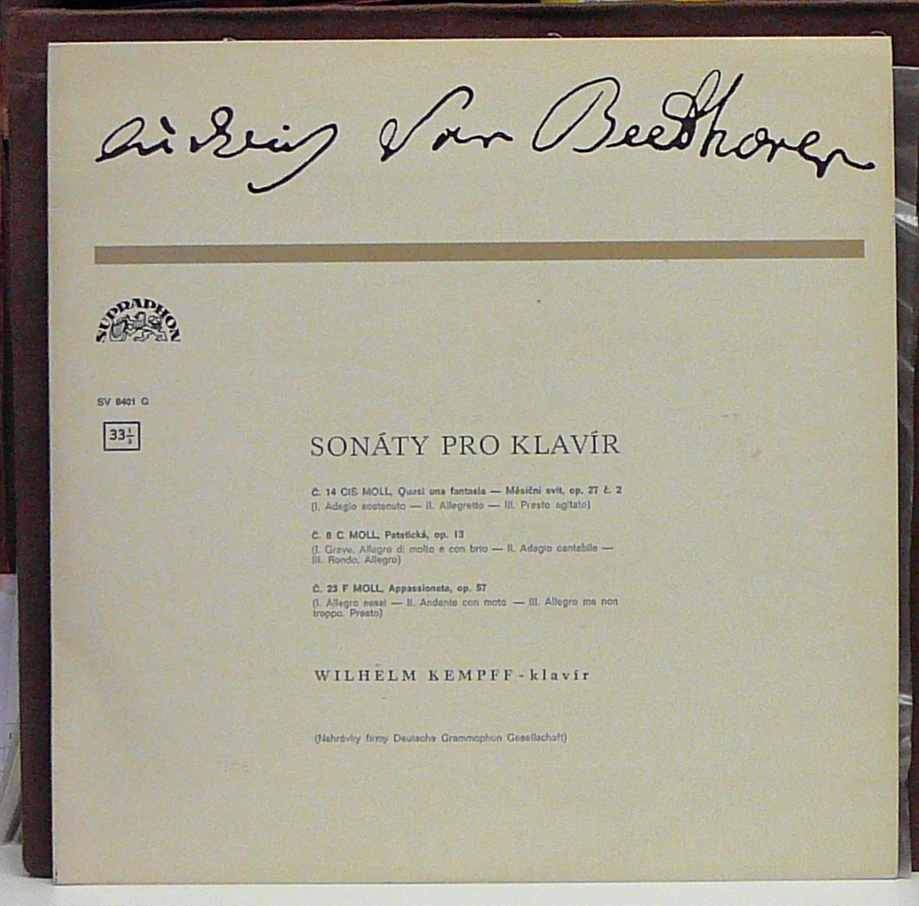 Ludwig van Beethoven
SUPRAPHON
SV 8401 G
33⅓
SONÁTY PRO KLAVÍR
Č. 14 CIS MOLL, Quasi una fantasia — Měsíční svit, op. 27 č. 2
(I. Adagio sostenuto — II. Allegretto — III. Presto agitato)
Č. 8 C MOLL, Patetická, op. 13
(I. Grave. Allegro di molto e con brio — II. Adagio cantabile —
III. Rondo. Allegro)
Č. 23 F MOLL, Appassionata, op. 57
(I. Allegro assai — II. Andante con moto — III. Allegro ma non
troppo. Presto)
WILHELM KEMPFF - klavír
(Nahrávky firmy Deutsche Grammophon Gesellschaft)